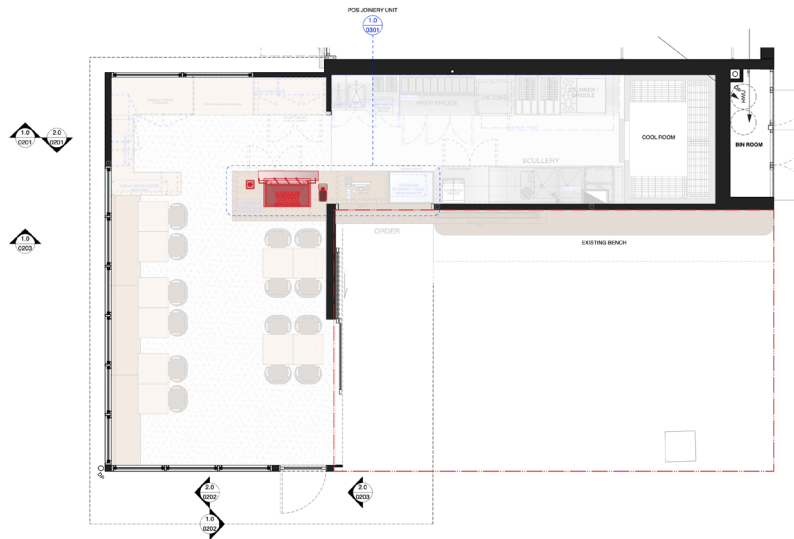 POS JOINERY UNIT
1.0
0301
PREP FRIDGE
COOL ROOM
BIN ROOM
HWU
1.0
0201
2.0
0201
SCULLERY
1.0
0203
ORDER
EXISTING BENCH
2.0
0202
2.0
0203
1.0
0202